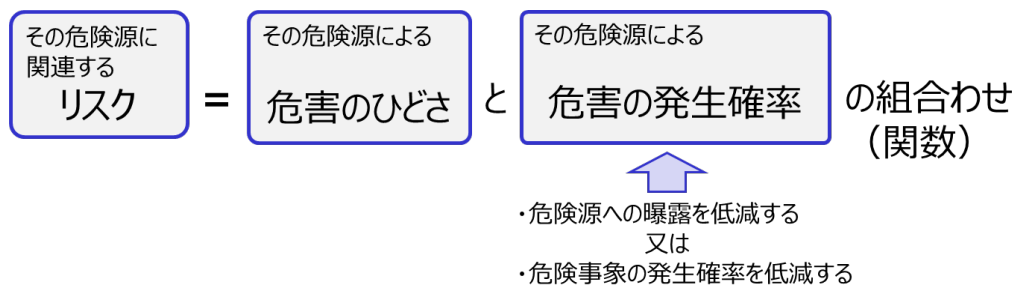 その危険源に
関連する
リスク
=
その危険源による
危害のひどさ
と
その危険源による
危害の発生確率
の組合わせ
（関数）
・危険源への曝露を低減する
又は
・危険事象の発生確率を低減する